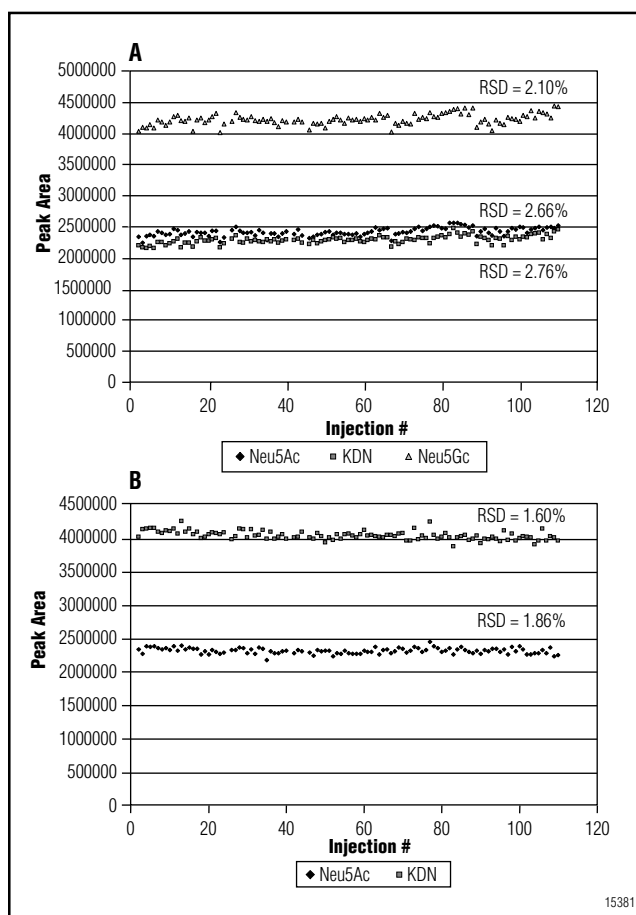 A
5000000
4500000
4000000
3500000
3000000
2500000
2000000
1500000
1000000
500000
0
Peak Area
RSD = 2.10%
RSD = 2.66%
RSD = 2.76%
0 20 40 60 80 100 120
Injection #
Neu5Ac KDN Neu5Gc
B
4500000
4000000
3500000
3000000
2500000
2000000
1500000
1000000
500000
0
Peak Area
RSD = 1.60%
RSD = 1.86%
0 20 40 60 80 100 120
Injection #
Neu5Ac KDN
15381